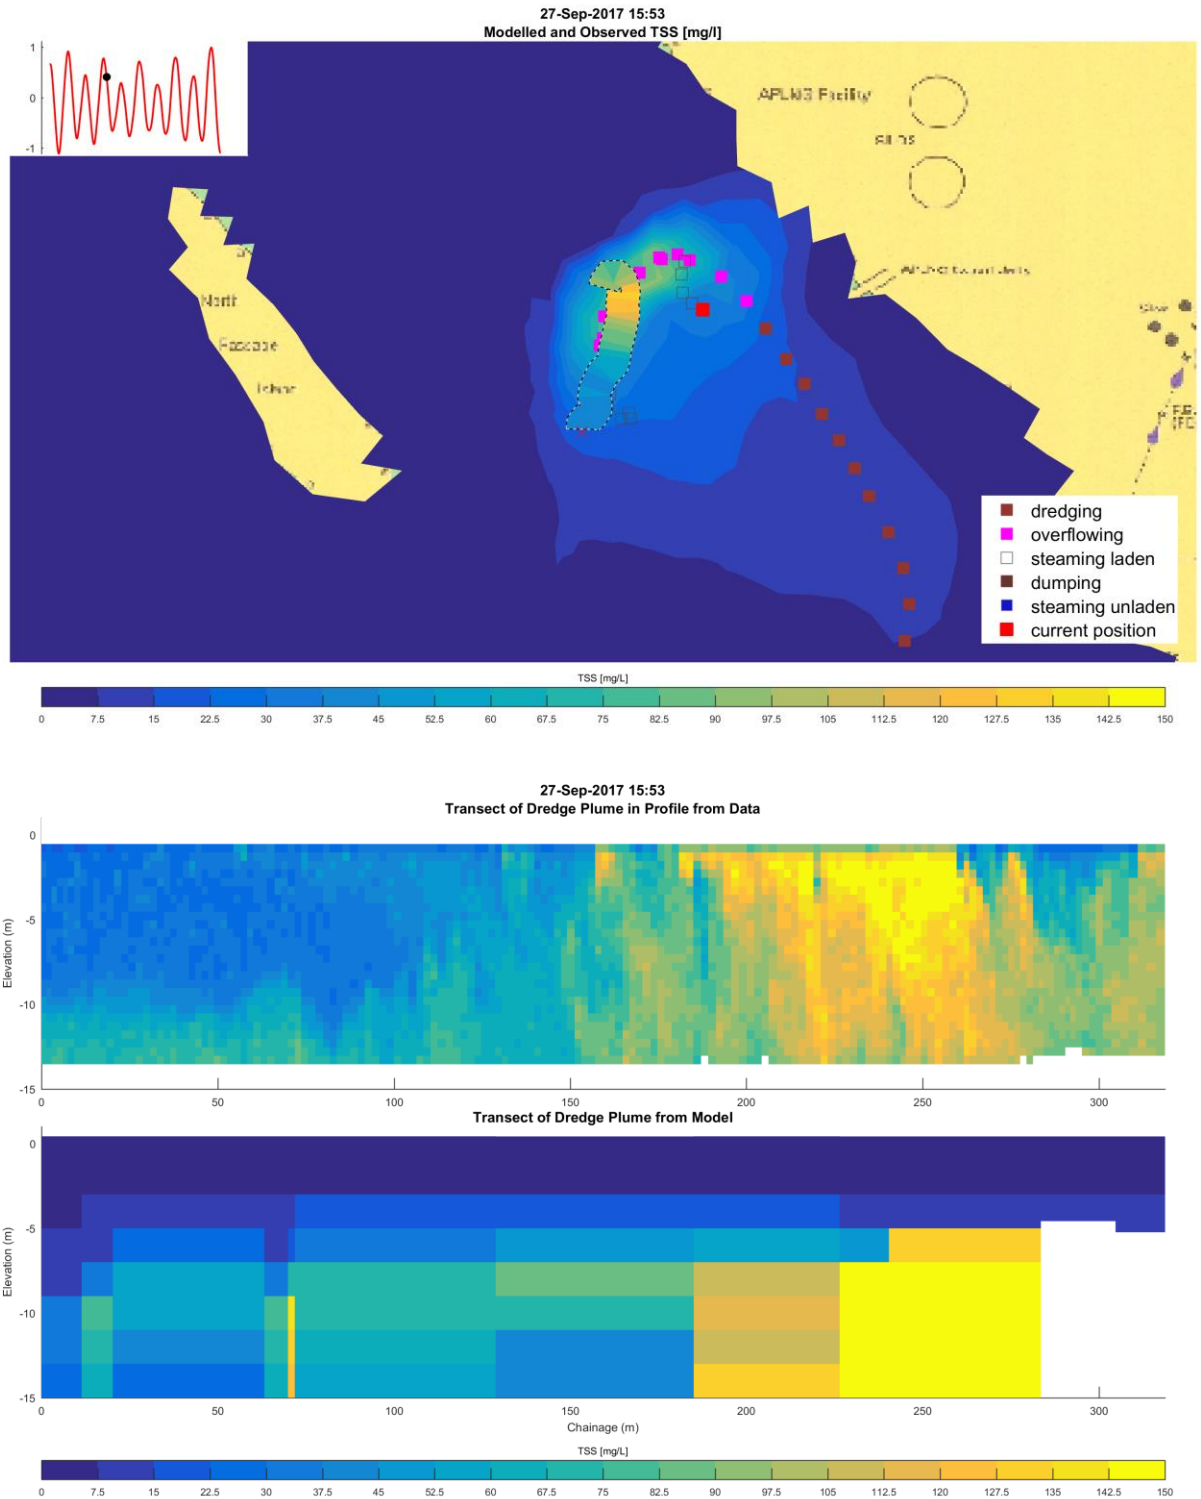 27-Sep-2017 15:53
Modelled and Observed TSS [mg/l]
1
0
-1
Facility
North
Island
dredging
overflowing
steaming laden
dumping
steaming unladen
current position
TSS [mg/L]
0 7.5 15 22.5 30 37.5 45 52.5 60 67.5 75 82.5 90 97.5 105 112.5 120 127.5 135 142.5 150
27-Sep-2017 15:53
Transect of Dredge Plume in Profile from Data
0
-5
-10
-15
Elevation (m)
0 50 100 150 200 250 300
Transect of Dredge Plume from Model
0
-5
-10
-15
Elevation (m)
0 50 100 150 200 250 300
Chainage (m)
TSS [mg/L]
0 7.5 15 22.5 30 37.5 45 52.5 60 67.5 75 82.5 90 97.5 105 112.5 120 127.5 135 142.5 150